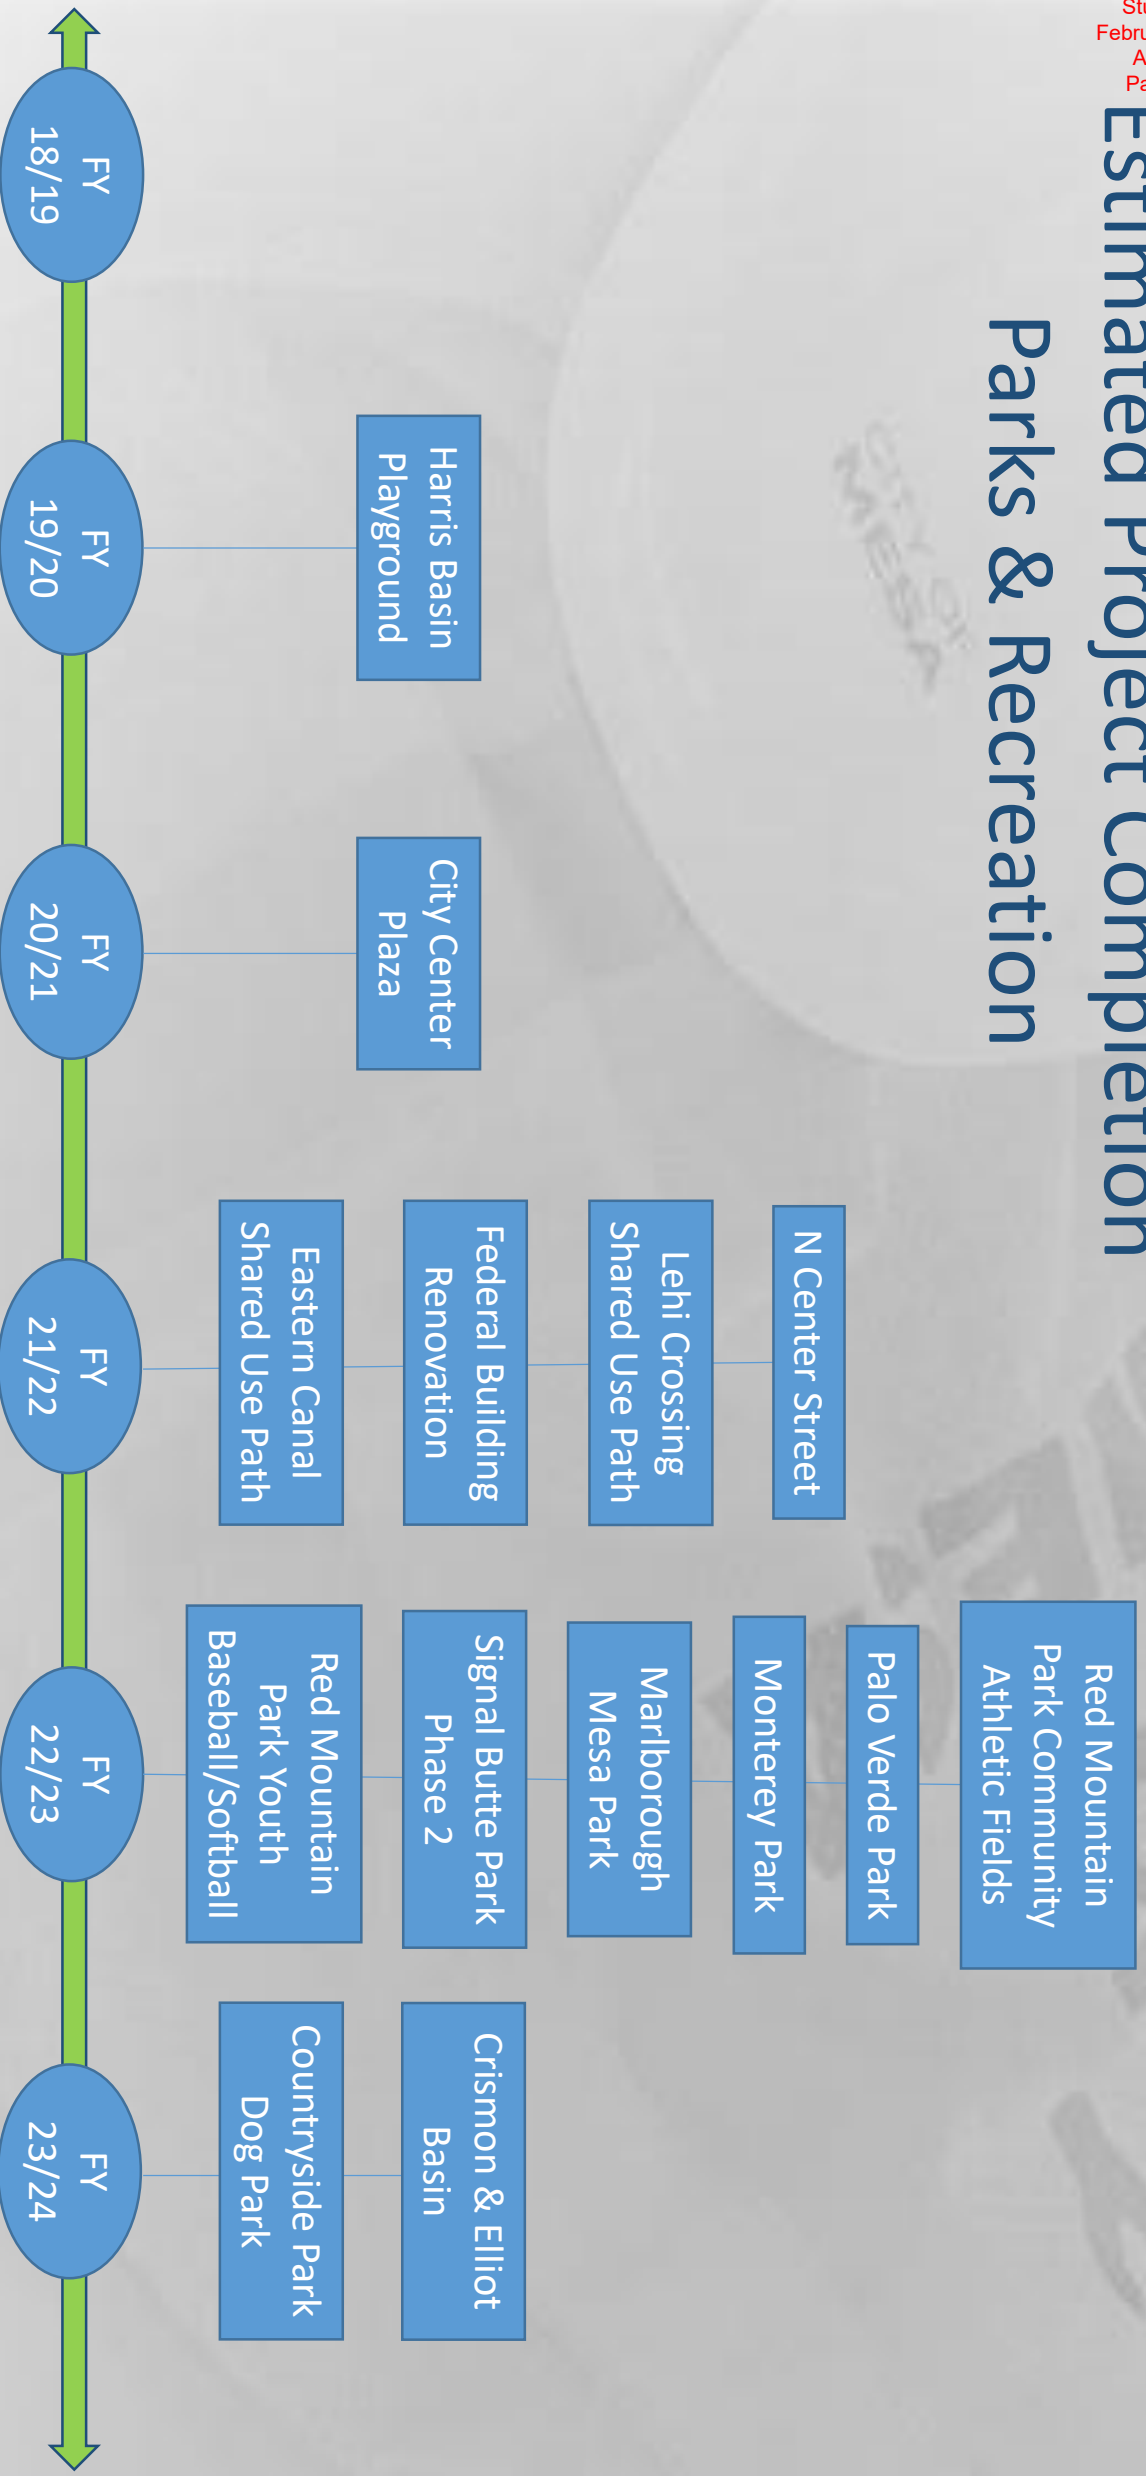 Estimated Project Completion
Parks & Recreation
FY
18/19
FY
19/20
Harris Basin
Playground
FY
20/21
City Center
Plaza
FY
21/22
N Center Street
Lehi Crossing
Shared Use Path
Federal Building
Renovation
Eastern Canal
Shared Use Path
FY
22/23
Red Mountain
Park Community
Athletic Fields
Palo Verde Park
Monterey Park
Marlborough
Mesa Park
Signal Butte Park
Phase 2
Red Mountain
Park Youth
Baseball/Softball
FY
23/24
Crismon & Elliot
Basin
Countryside Park
Dog Park